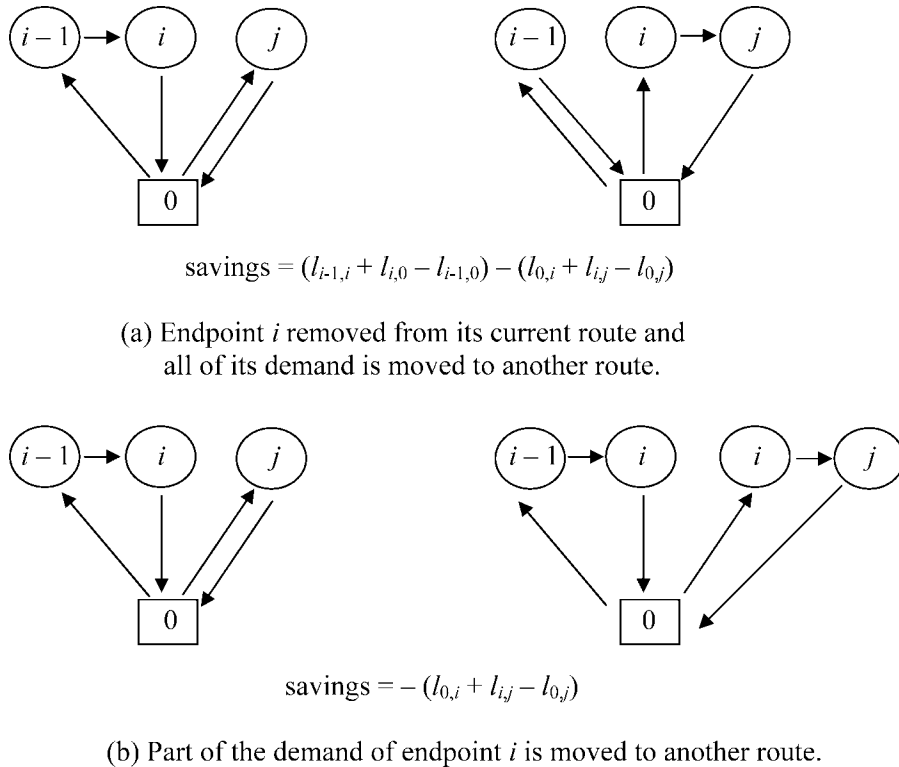 i – 1 i j i – 1 i j
0 0
savings = (l_{i-1,i} + l_{i,0} – l_{i-1,0}) – (l_{0,i} + l_{i,j} – l_{0,j})
(a) Endpoint i removed from its current route and
all of its demand is moved to another route.
i – 1 i j i – 1 i i j
0 0
savings = – (l_{0,i} + l_{i,j} – l_{0,j})
(b) Part of the demand of endpoint i is moved to another route.